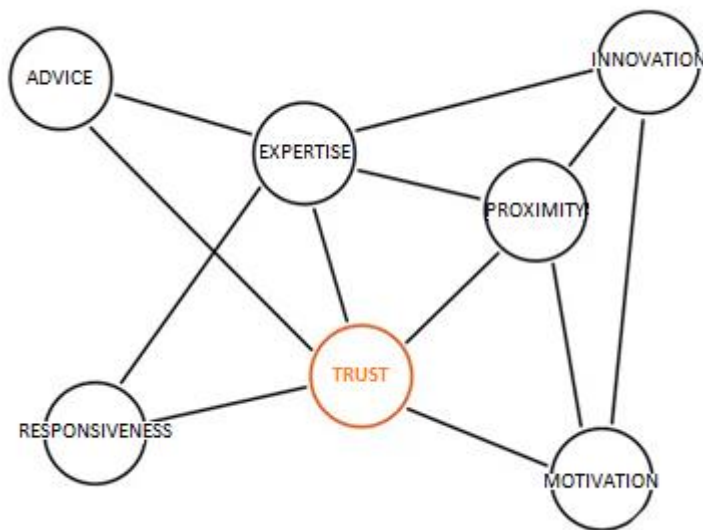 INNOVATION
ADVICE
EXPERTISE
PROXIMITY
TRUST
RESPONSIVENESS
MOTIVATION